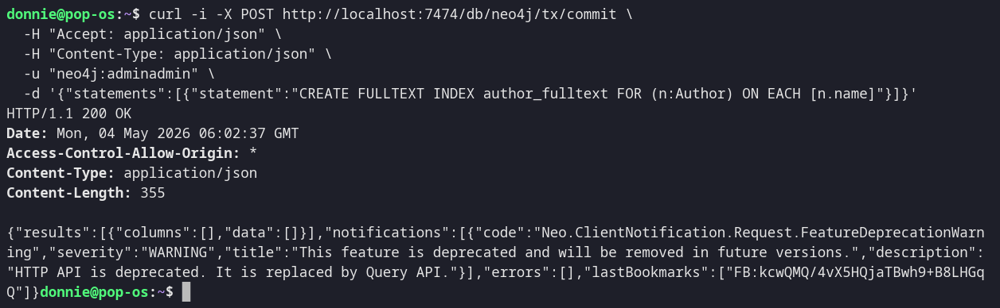 donnie@pop-os:~$ curl -i -X POST http://localhost:7474/db/neo4j/tx/commit \
  -H "Accept: application/json" \
  -H "Content-Type: application/json" \
  -u "neo4j:adminadmin" \
  -d '{"statements":[{"statement":"CREATE FULLTEXT INDEX author_fulltext FOR (n:Author) ON EACH [n.name]"}]}'
HTTP/1.1 200 OK
Date: Mon, 04 May 2026 06:02:37 GMT
Access-Control-Allow-Origin: *
Content-Type: application/json
Content-Length: 355

{"results":[{"columns":[],"data":[]}],"notifications":[{"code":"Neo.ClientNotification.Request.FeatureDeprecationWarn
ing","severity":"WARNING","title":"This feature is deprecated and will be removed in future versions.","description":
"HTTP API is deprecated. It is replaced by Query API."}],"errors":[],"lastBookmarks":["FB:kcwQMQ/4vX5HQjaTBwh9+B8LHGq
Q"]}donnie@pop-os:~$